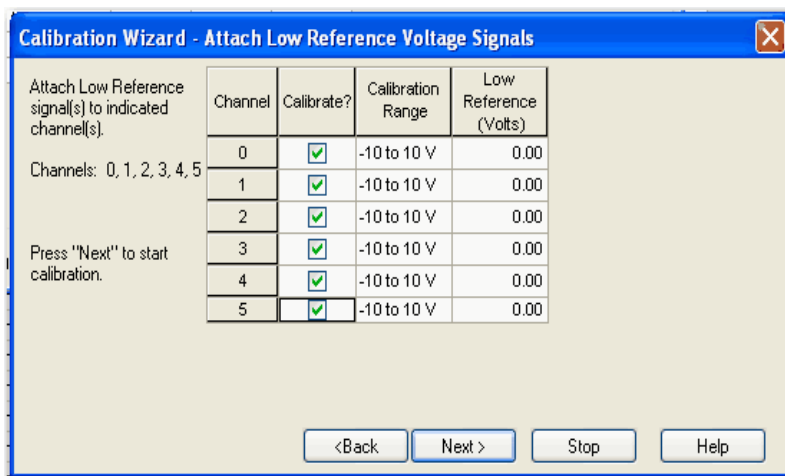 Calibration Wizard - Attach Low Reference Voltage Signals
Attach Low Reference
signal(s) to indicated
channel(s).
Channels: 0, 1, 2, 3, 4, 5
Press "Next" to start
calibration.
Channel Calibrate? Calibration Range Low Reference (Volts)
0 -10 to 10 V 0.00
1 -10 to 10 V 0.00
2 -10 to 10 V 0.00
3 -10 to 10 V 0.00
4 -10 to 10 V 0.00
5 -10 to 10 V 0.00
<Back Next > Stop Help